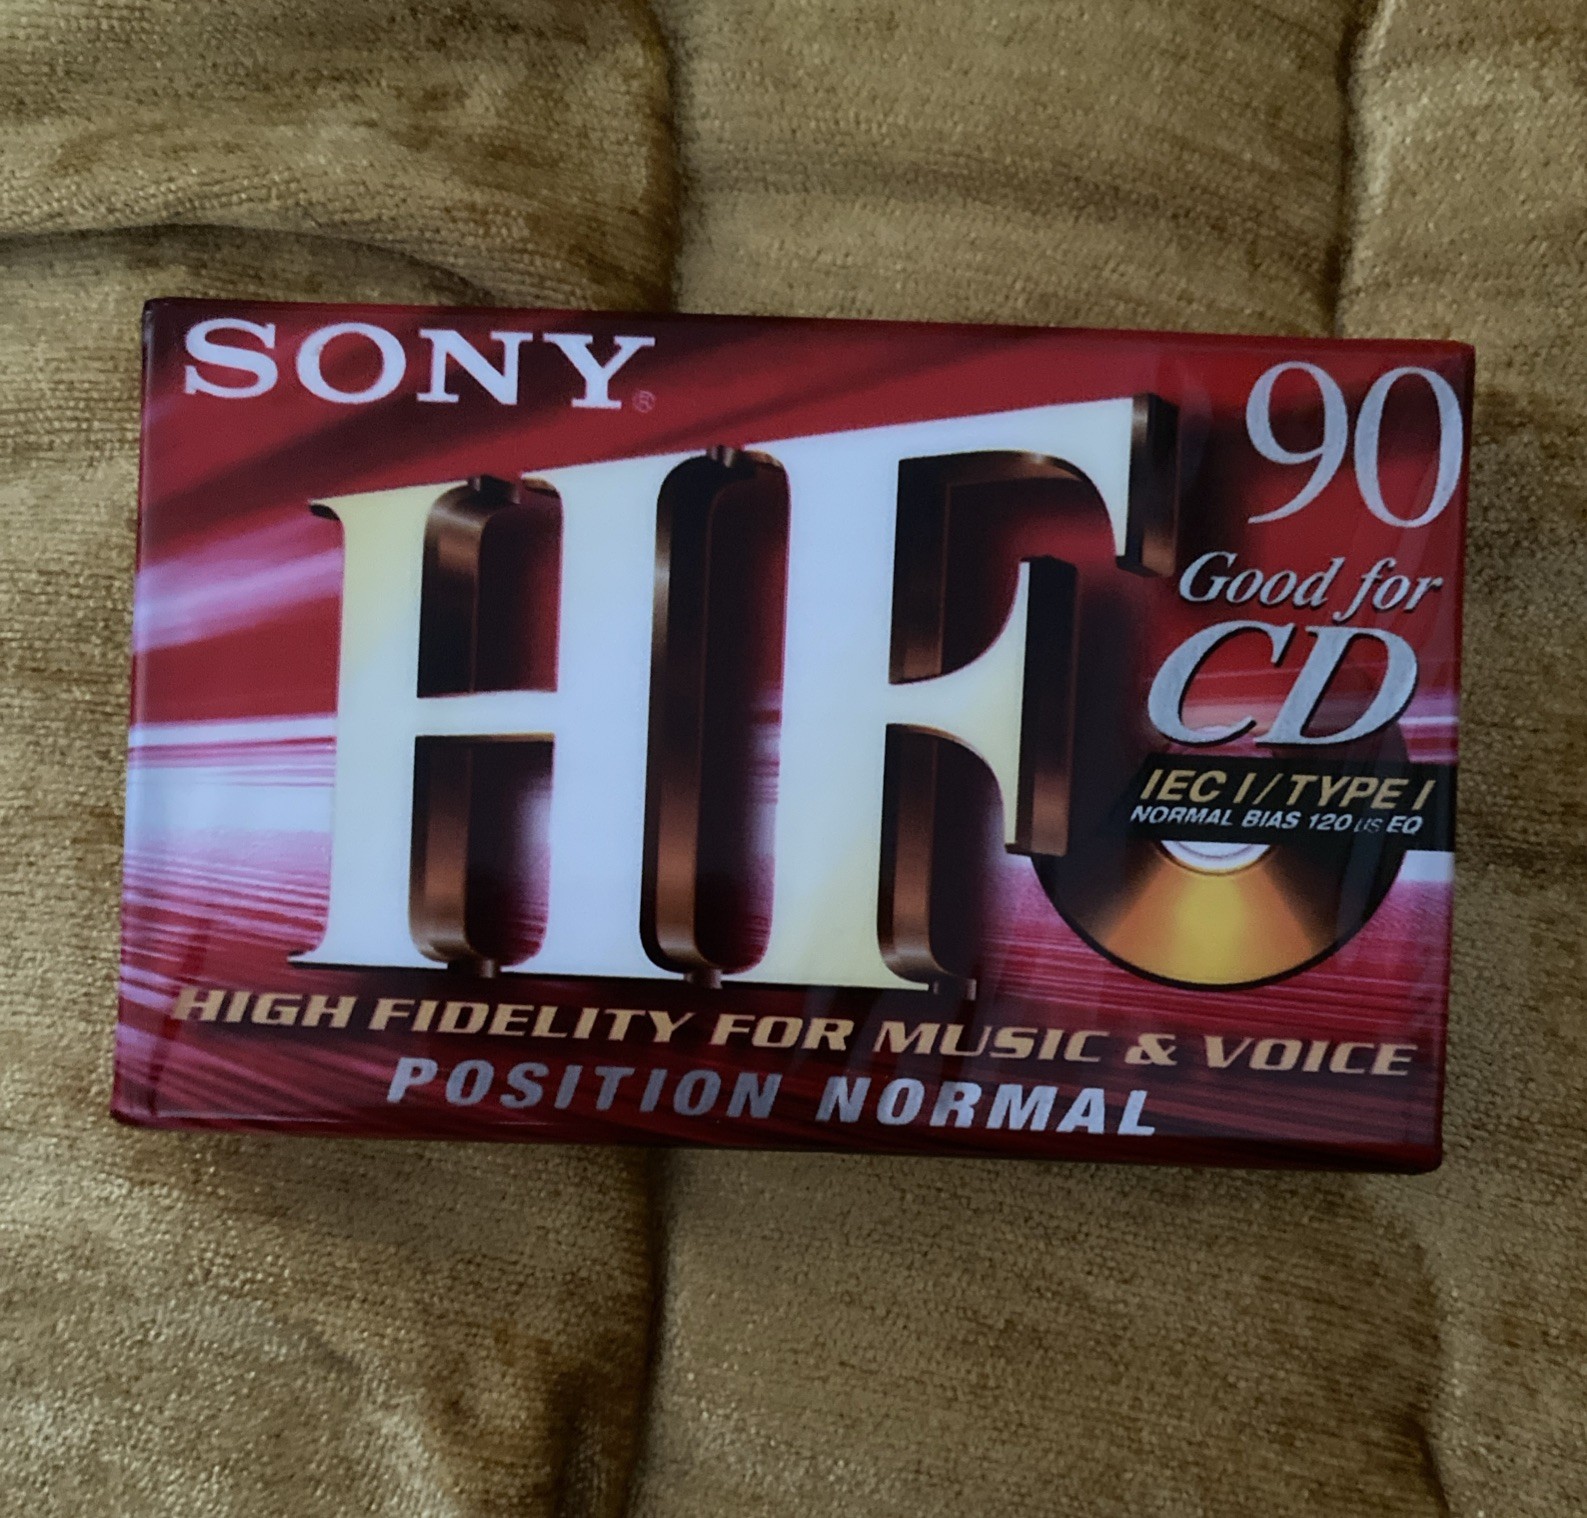 SONY®
90
HF
Good for
CD
IEC I / TYPE I
NORMAL BIAS 120 µs EQ
HIGH FIDELITY FOR MUSIC & VOICE
POSITION NORMAL